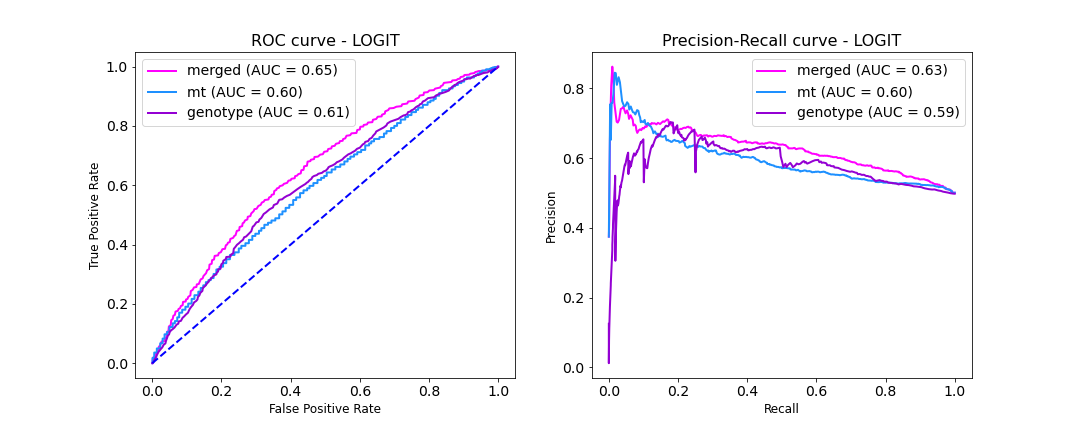 ROC curve - LOGIT
merged (AUC = 0.65)
mt (AUC = 0.60)
genotype (AUC = 0.61)
True Positive Rate
1.0
0.8
0.6
0.4
0.2
0.0
0.0 0.2 0.4 0.6 0.8 1.0
False Positive Rate
Precision-Recall curve - LOGIT
merged (AUC = 0.63)
mt (AUC = 0.60)
genotype (AUC = 0.59)
Precision
0.8
0.6
0.4
0.2
0.0
0.0 0.2 0.4 0.6 0.8 1.0
Recall